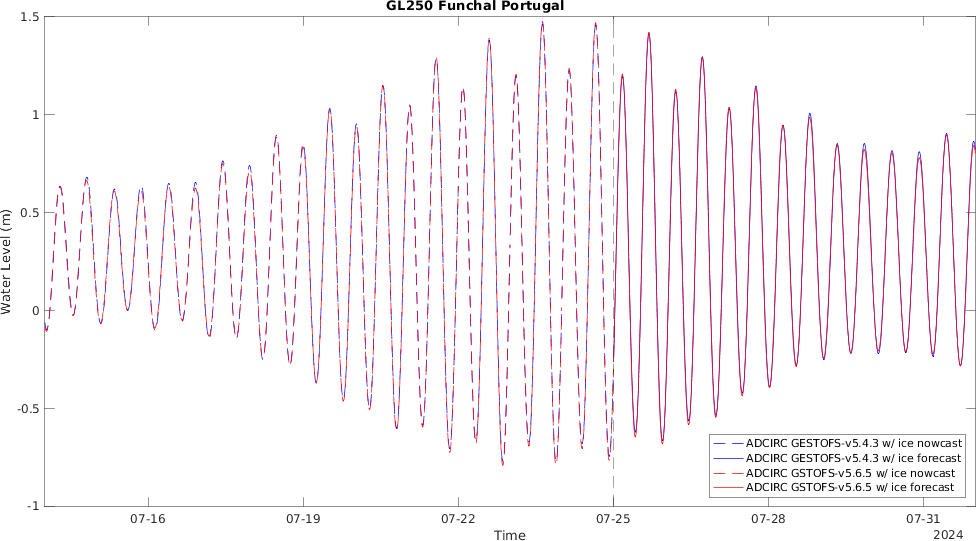 GL250 Funchal Portugal
1.5
1
0.5
0
-0.5
-1
Water Level (m)
ADCIRC GESTOFS-v5.4.3 w/ ice nowcast
ADCIRC GESTOFS-v5.4.3 w/ ice forecast
ADCIRC GSTOFS-v5.6.5 w/ ice nowcast
ADCIRC GSTOFS-v5.6.5 w/ ice forecast
07-16 07-19 07-22 07-25 07-28 07-31
Time 2024